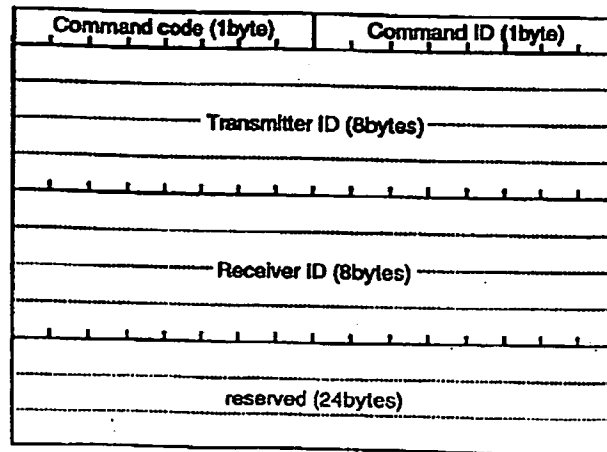 Command code (1byte) Command ID (1byte)
Transmitter ID (8bytes)
Receiver ID (8bytes)
reserved (24bytes)